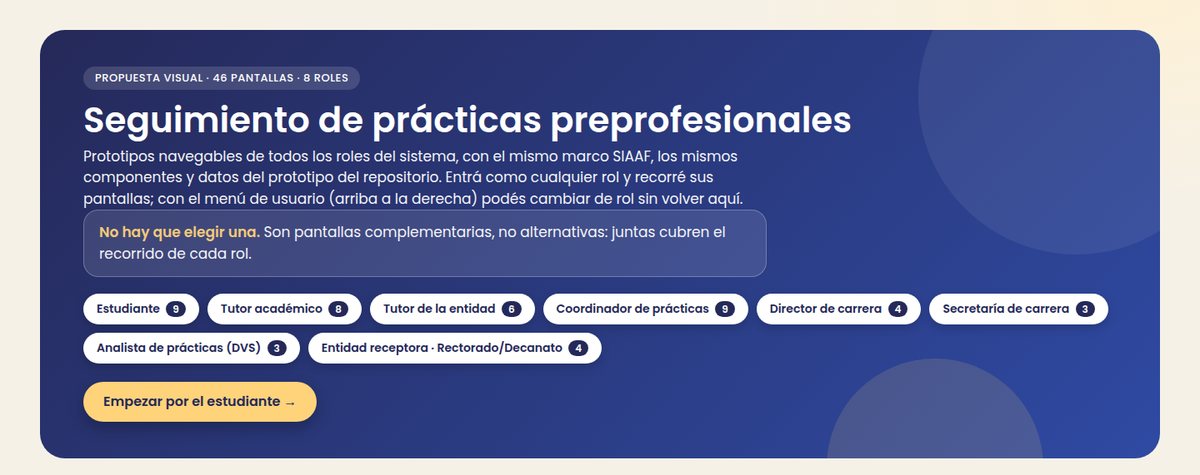 PROPUESTA VISUAL · 46 PANTALLAS · 8 ROLES
Seguimiento de prácticas preprofesionales
Prototipos navegables de todos los roles del sistema, con el mismo marco SIAAF, los mismos
componentes y datos del prototipo del repositorio. Entrá como cualquier rol y recorré sus
pantallas; con el menú de usuario (arriba a la derecha) podés cambiar de rol sin volver aquí.
No hay que elegir una. Son pantallas complementarias, no alternativas: juntas cubren el
recorrido de cada rol.
Estudiante 9 Tutor académico 8 Tutor de la entidad 6 Coordinador de prácticas 9 Director de carrera 4 Secretaría de carrera 3
Analista de prácticas (DVS) 3 Entidad receptora · Rectorado/Decanato 4
Empezar por el estudiante →